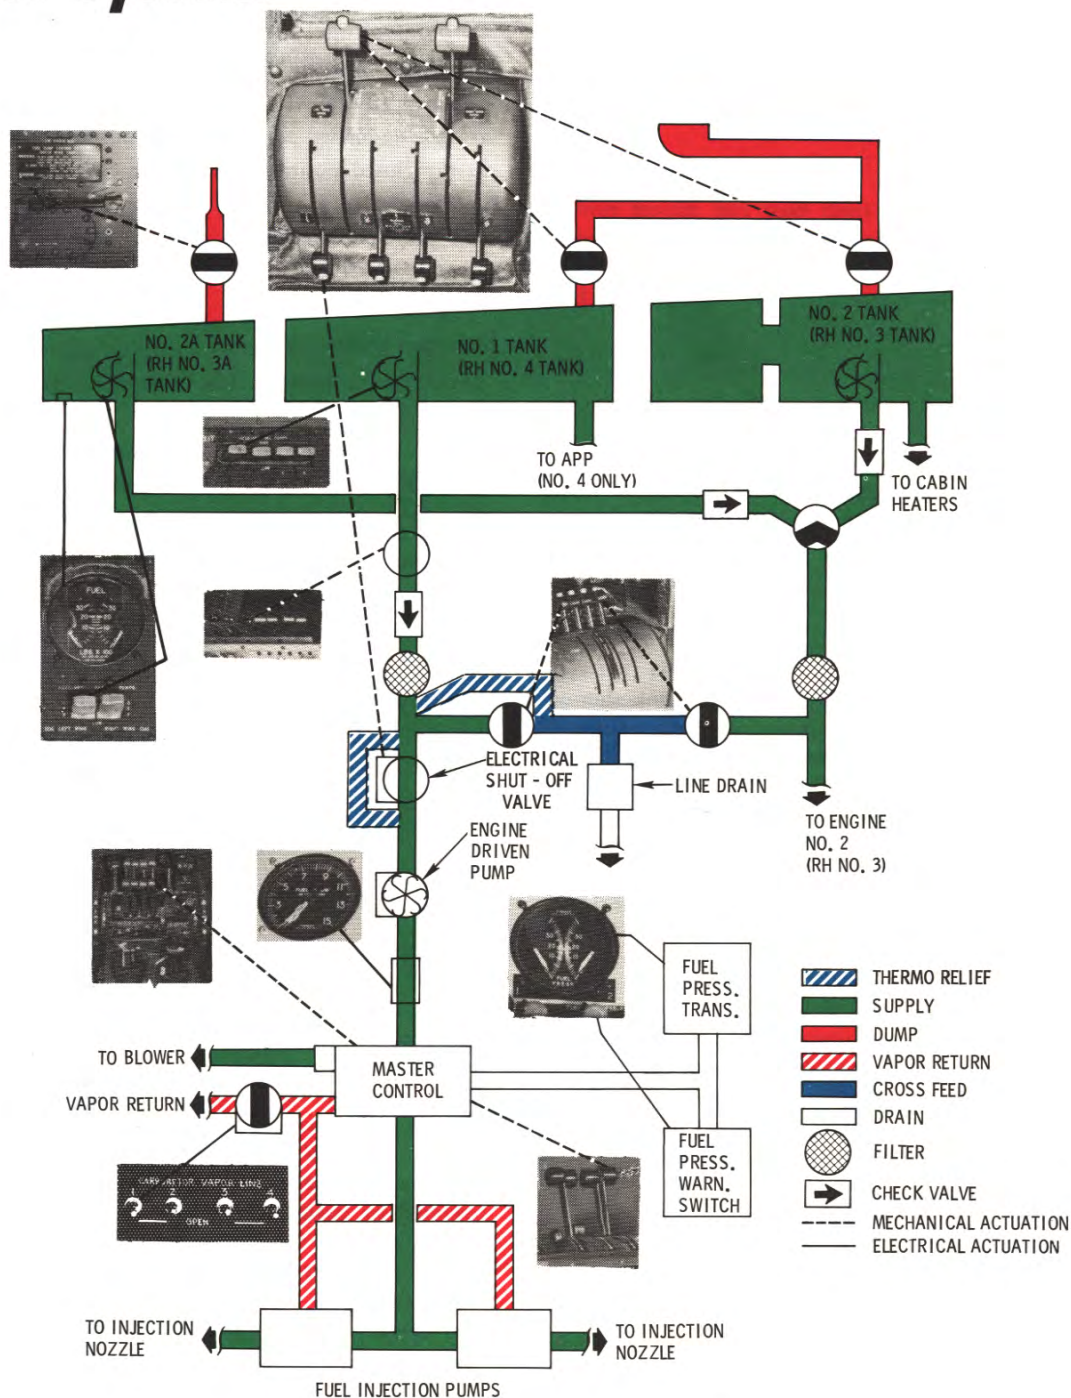 NO. 2A TANK
(RH NO. 3A
TANK)
NO. 1 TANK
(RH NO. 4 TANK)
NO. 2 TANK
(RH NO. 3 TANK)
TO APP
(NO. 4 ONLY)
TO CABIN
HEATERS
FUEL
ELECTRICAL
SHUT - OFF
VALVE
LINE DRAIN
TO ENGINE
NO. 2
(RH NO. 3)
ENGINE
DRIVEN
PUMP
FUEL
PRESS.
TRANS.
TO BLOWER
MASTER
CONTROL
VAPOR RETURN
FUEL
PRESS.
WARN.
SWITCH
VAPOR LINE
OPEN
THERMO RELIEF
SUPPLY
DUMP
VAPOR RETURN
CROSS FEED
DRAIN
FILTER
CHECK VALVE
MECHANICAL ACTUATION
ELECTRICAL ACTUATION
TO INJECTION
NOZZLE
TO INJECTION
NOZZLE
FUEL INJECTION PUMPS